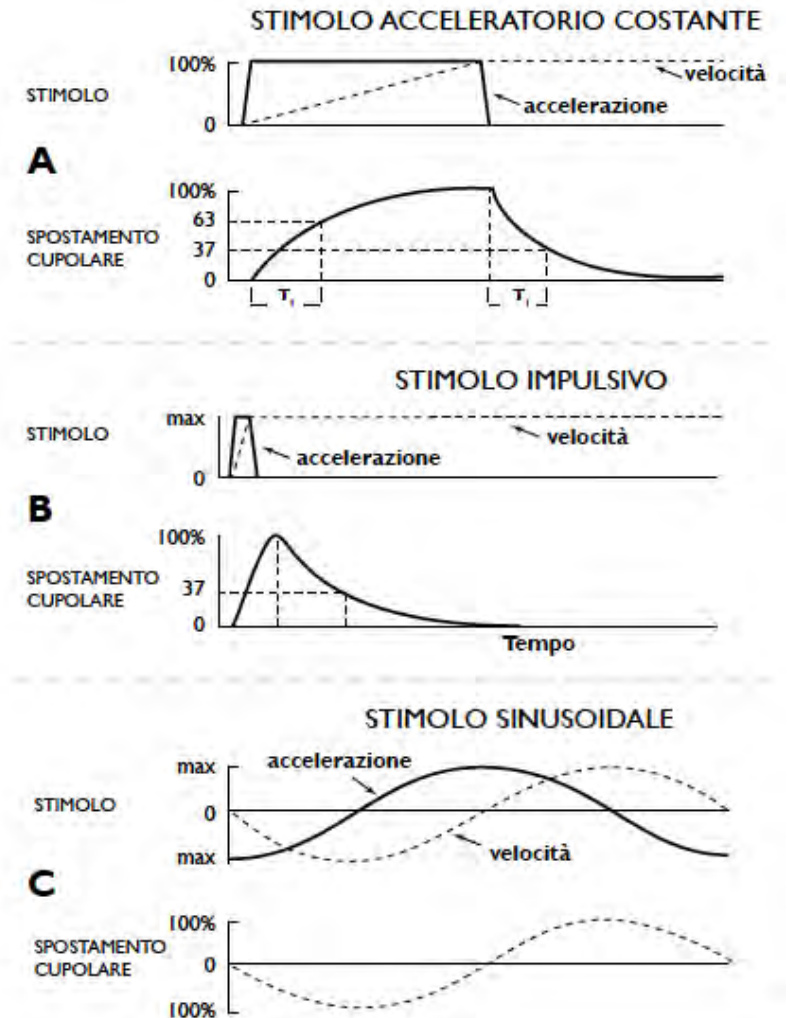 STIMOLO ACCELERATORIO COSTANTE
100%
velocità
STIMOLO
accelerazione
0
A
100%
63
SPOSTAMENTO
CUPOLARE
37
0
T₁
T₁
STIMOLO IMPULSIVO
max
STIMOLO
velocità
accelerazione
0
B
100%
SPOSTAMENTO
CUPOLARE
37
0
Tempo
STIMOLO SINUSOIDALE
accelerazione
max
STIMOLO
0
velocità
max
C
100%
SPOSTAMENTO
CUPOLARE
0
100%